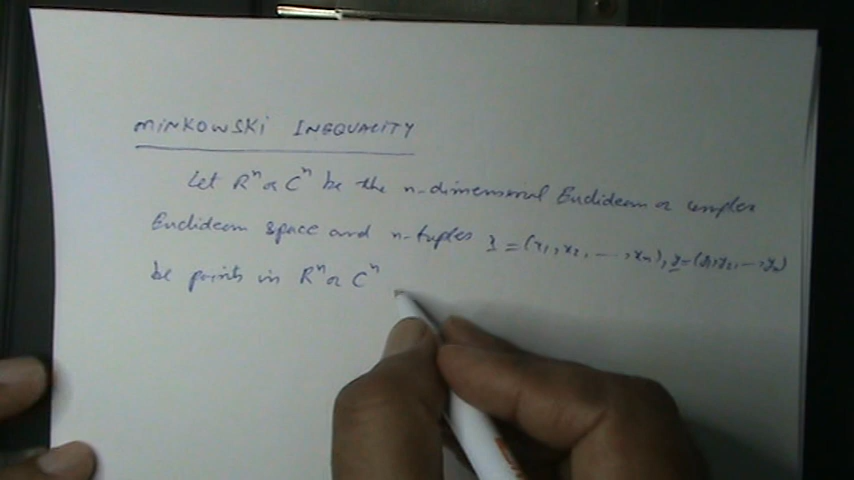 MINKOWSKI INEQUALITY
Let Rⁿ or Cⁿ be the n-dimensional Euclidean or complex
Euclidean space and n-tuples x = (x₁, x₂, ..., xₙ), y = (y₁, y₂, ..., yₙ)
be points in Rⁿ or Cⁿ